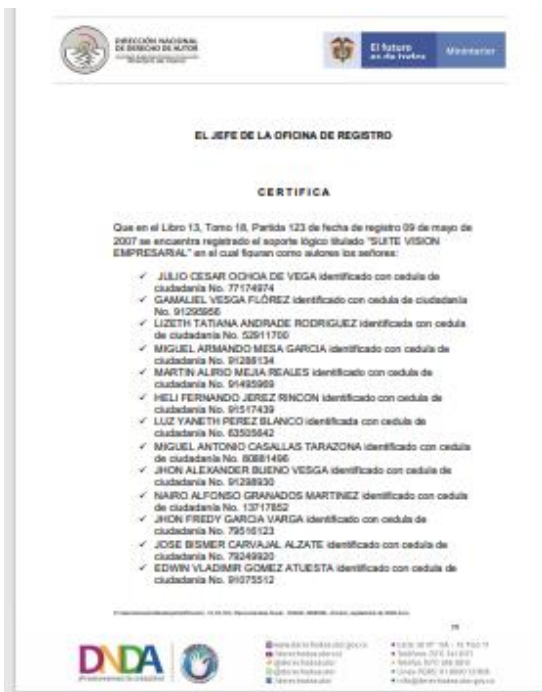 DIRECCIÓN NACIONAL
DE DERECHO DE AUTOR
El futuro
es de todos
Mininterior
EL JEFE DE LA OFICINA DE REGISTRO
CERTIFICA
Que en el Libro 13, Tomo 18, Partida 123 de fecha de registro 09 de mayo de
2007 se encuentra registrado el soporte lógico titulado "SUITE VISION
EMPRESARIAL" en el cual figuran como autores los señores:
✓ JULIO CESAR OCHOA DE VEGA identificado con cedula de
ciudadanía No. 77174974
✓ GAMALIEL VESGA FLÓREZ identificado con cedula de ciudadanía
No. 91295956
✓ LIZETH TATIANA ANDRADE RODRIGUEZ identificada con cedula
de ciudadanía No. 52911700
✓ MIGUEL ARMANDO MESA GARCIA identificado con cedula de
ciudadanía No. 91286134
✓ MARTIN ALIRIO MEJIA REALES identificado con cedula de
ciudadanía No. 91495969
✓ HELI FERNANDO JEREZ RINCON identificado con cedula de
ciudadanía No. 91517439
✓ LUZ YANETH PEREZ BLANCO identificada con cedula de
ciudadanía No. 63505642
✓ MIGUEL ANTONIO CASALLAS TARAZONA identificado con cedula
de ciudadanía No. 80881496
✓ JHON ALEXANDER BUENO VESGA identificado con cedula de
ciudadanía No. 91298930
✓ NAIRO ALFONSO GRANADOS MARTINEZ identificado con cedula
de ciudadanía No. 13717852
✓ JHON FREDY GARCIA VARGA identificado con cedula de
ciudadanía No. 79516123
✓ JOSE BISMER CARVAJAL ALZATE identificado con cedula de
ciudadanía No. 79249920
✓ EDWIN VLADIMIR GOMEZ ATUESTA identificado con cedula de
ciudadanía No. 91075512
DNDA